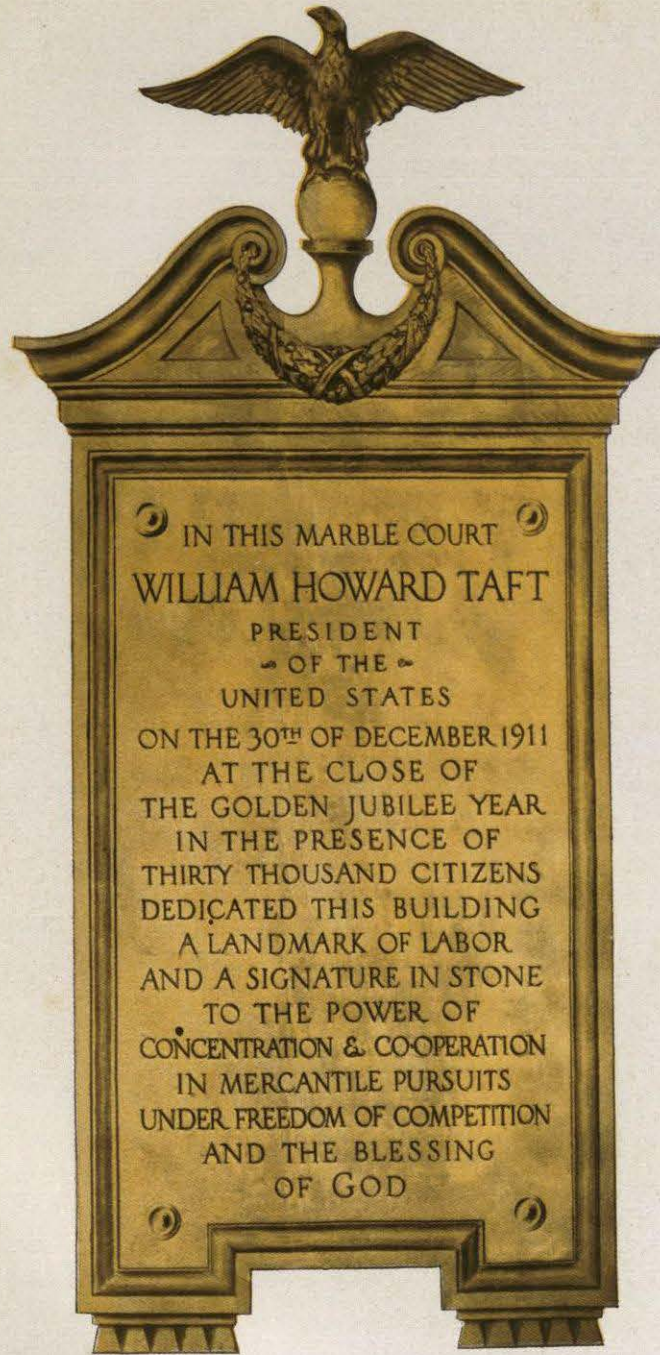 IN THIS MARBLE COURT
WILLIAM HOWARD TAFT
PRESIDENT
OF THE
UNITED STATES
ON THE 30TH OF DECEMBER 1911
AT THE CLOSE OF
THE GOLDEN JUBILEE YEAR
IN THE PRESENCE OF
THIRTY THOUSAND CITIZENS
DEDICATED THIS BUILDING
A LANDMARK OF LABOR
AND A SIGNATURE IN STONE
TO THE POWER OF
CONCENTRATION & CO-OPERATION
IN MERCANTILE PURSUITS
UNDER FREEDOM OF COMPETITION
AND THE BLESSING
OF GOD